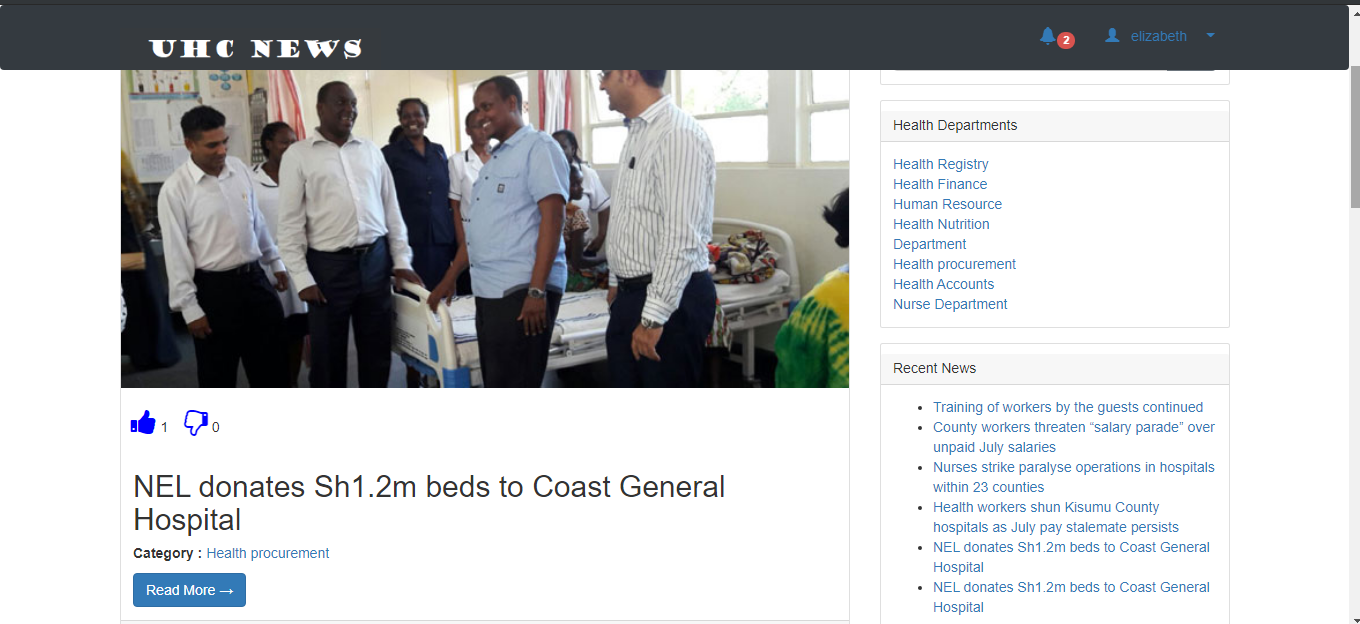 UHC NEWS
2
elizabeth
1
0
NEL donates Sh1.2m beds to Coast General
Hospital
Category : Health procurement
Read More →
Health Departments
Health Registry
Health Finance
Human Resource
Health Nutrition
Department
Health procurement
Health Accounts
Nurse Department
Recent News
Training of workers by the guests continued
County workers threaten “salary parade” over
unpaid July salaries
Nurses strike paralyse operations in hospitals
within 23 counties
Health workers shun Kisumu County
hospitals as July pay stalemate persists
NEL donates Sh1.2m beds to Coast General
Hospital
NEL donates Sh1.2m beds to Coast General
Hospital